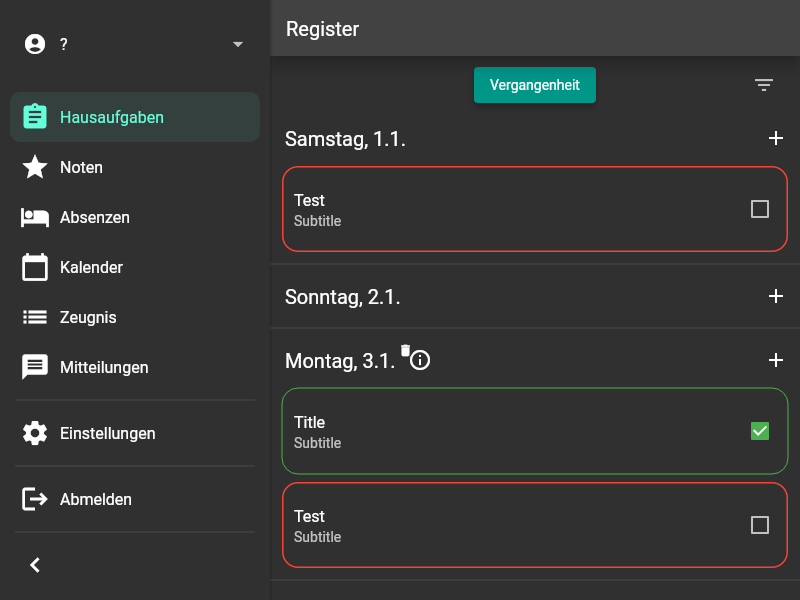 ?
Hausaufgaben
Noten
Absenzen
Kalender
Zeugnis
Mitteilungen
Einstellungen
Abmelden
Register
Vergangenheit
Samstag, 1.1.
Test
Subtitle
Sonntag, 2.1.
Montag, 3.1.
Title
Subtitle
Test
Subtitle